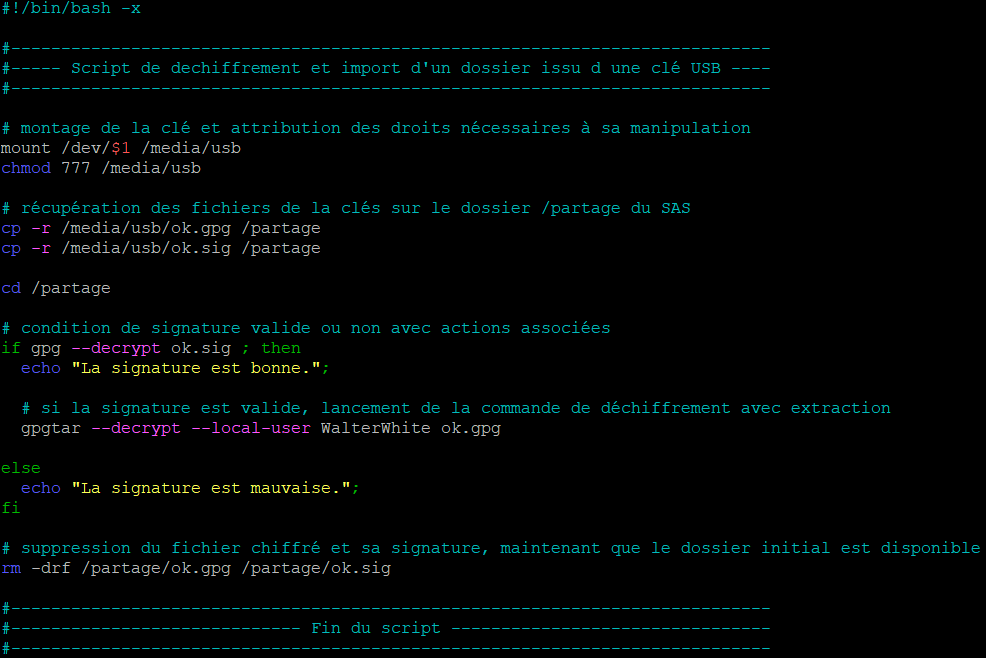 #!/bin/bash -x
#----------------------------------------------------------------------------
#----- Script de dechiffrement et import d'un dossier issu d une clé USB ----
#----------------------------------------------------------------------------
# montage de la clé et attribution des droits nécessaires à sa manipulation
mount /dev/$1 /media/usb
chmod 777 /media/usb
# récupération des fichiers de la clés sur le dossier /partage du SAS
cp -r /media/usb/ok.gpg /partage
cp -r /media/usb/ok.sig /partage
cd /partage
# condition de signature valide ou non avec actions associées
if gpg --decrypt ok.sig ; then
  echo "La signature est bonne.";
  # si la signature est valide, lancement de la commande de déchiffrement avec extraction
  gpgtar --decrypt --local-user WalterWhite ok.gpg
else
  echo "La signature est mauvaise.";
fi
# suppression du fichier chiffré et sa signature, maintenant que le dossier initial est disponible
rm -drf /partage/ok.gpg /partage/ok.sig
#----------------------------------------------------------------------------
#----------------------------- Fin du script --------------------------------
#----------------------------------------------------------------------------